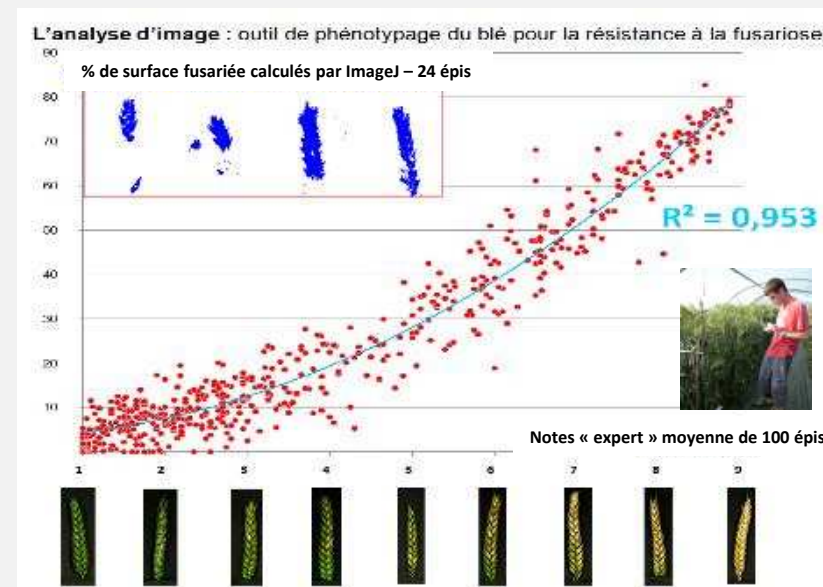 L'analyse d'image : outil de phénotypage du blé pour la résistance à la fusariose
90
% de surface fusariée calculés par ImageJ – 24 épis
80
70
60
R² = 0,953
50
40
30
20
10
Notes « expert » moyenne de 100 épis
1 2 3 4 5 6 7 8 9